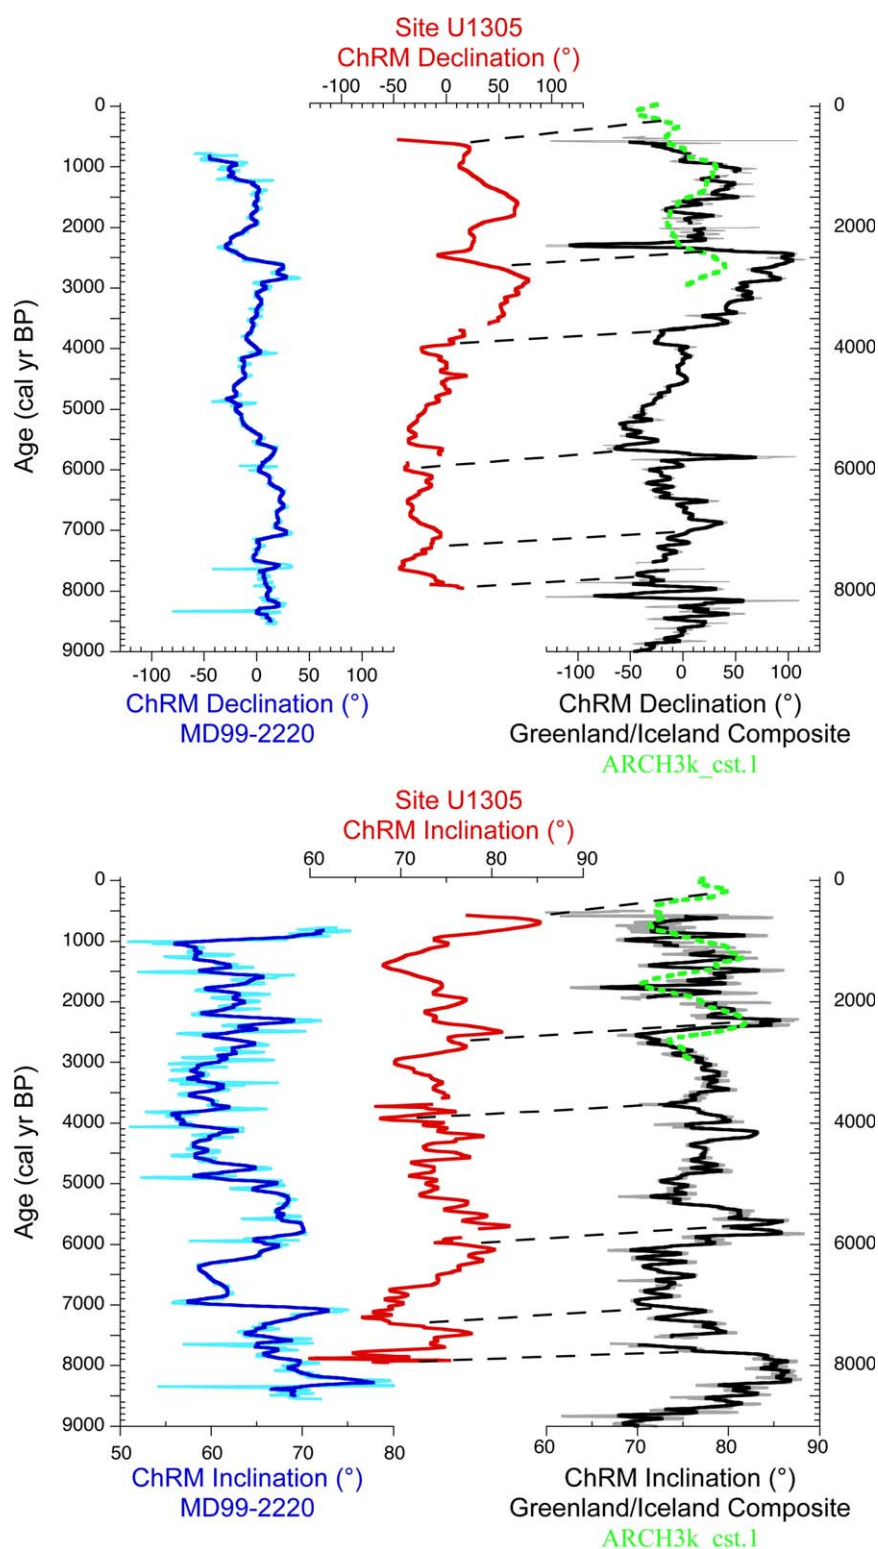 Site U1305
ChRM Declination (°)
-100 -50 0 50 100
0 0
1000
2000 2000
3000
4000 4000
5000
6000 6000
7000
8000 8000
9000
Age (cal yr BP)
-100 -50 0 50 100
-100 -50 0 50 100
ChRM Declination (°)
MD99-2220
ChRM Declination (°)
Greenland/Iceland Composite
ARCH3k_cst.1
Site U1305
ChRM Inclination (°)
60 70 80 90
0 0
1000
2000 2000
3000
4000 4000
5000
6000 6000
7000
8000 8000
9000
Age (cal yr BP)
50 60 70 80
60 70 80 90
ChRM Inclination (°)
MD99-2220
ChRM Inclination (°)
Greenland/Iceland Composite
ARCH3k_cst.1